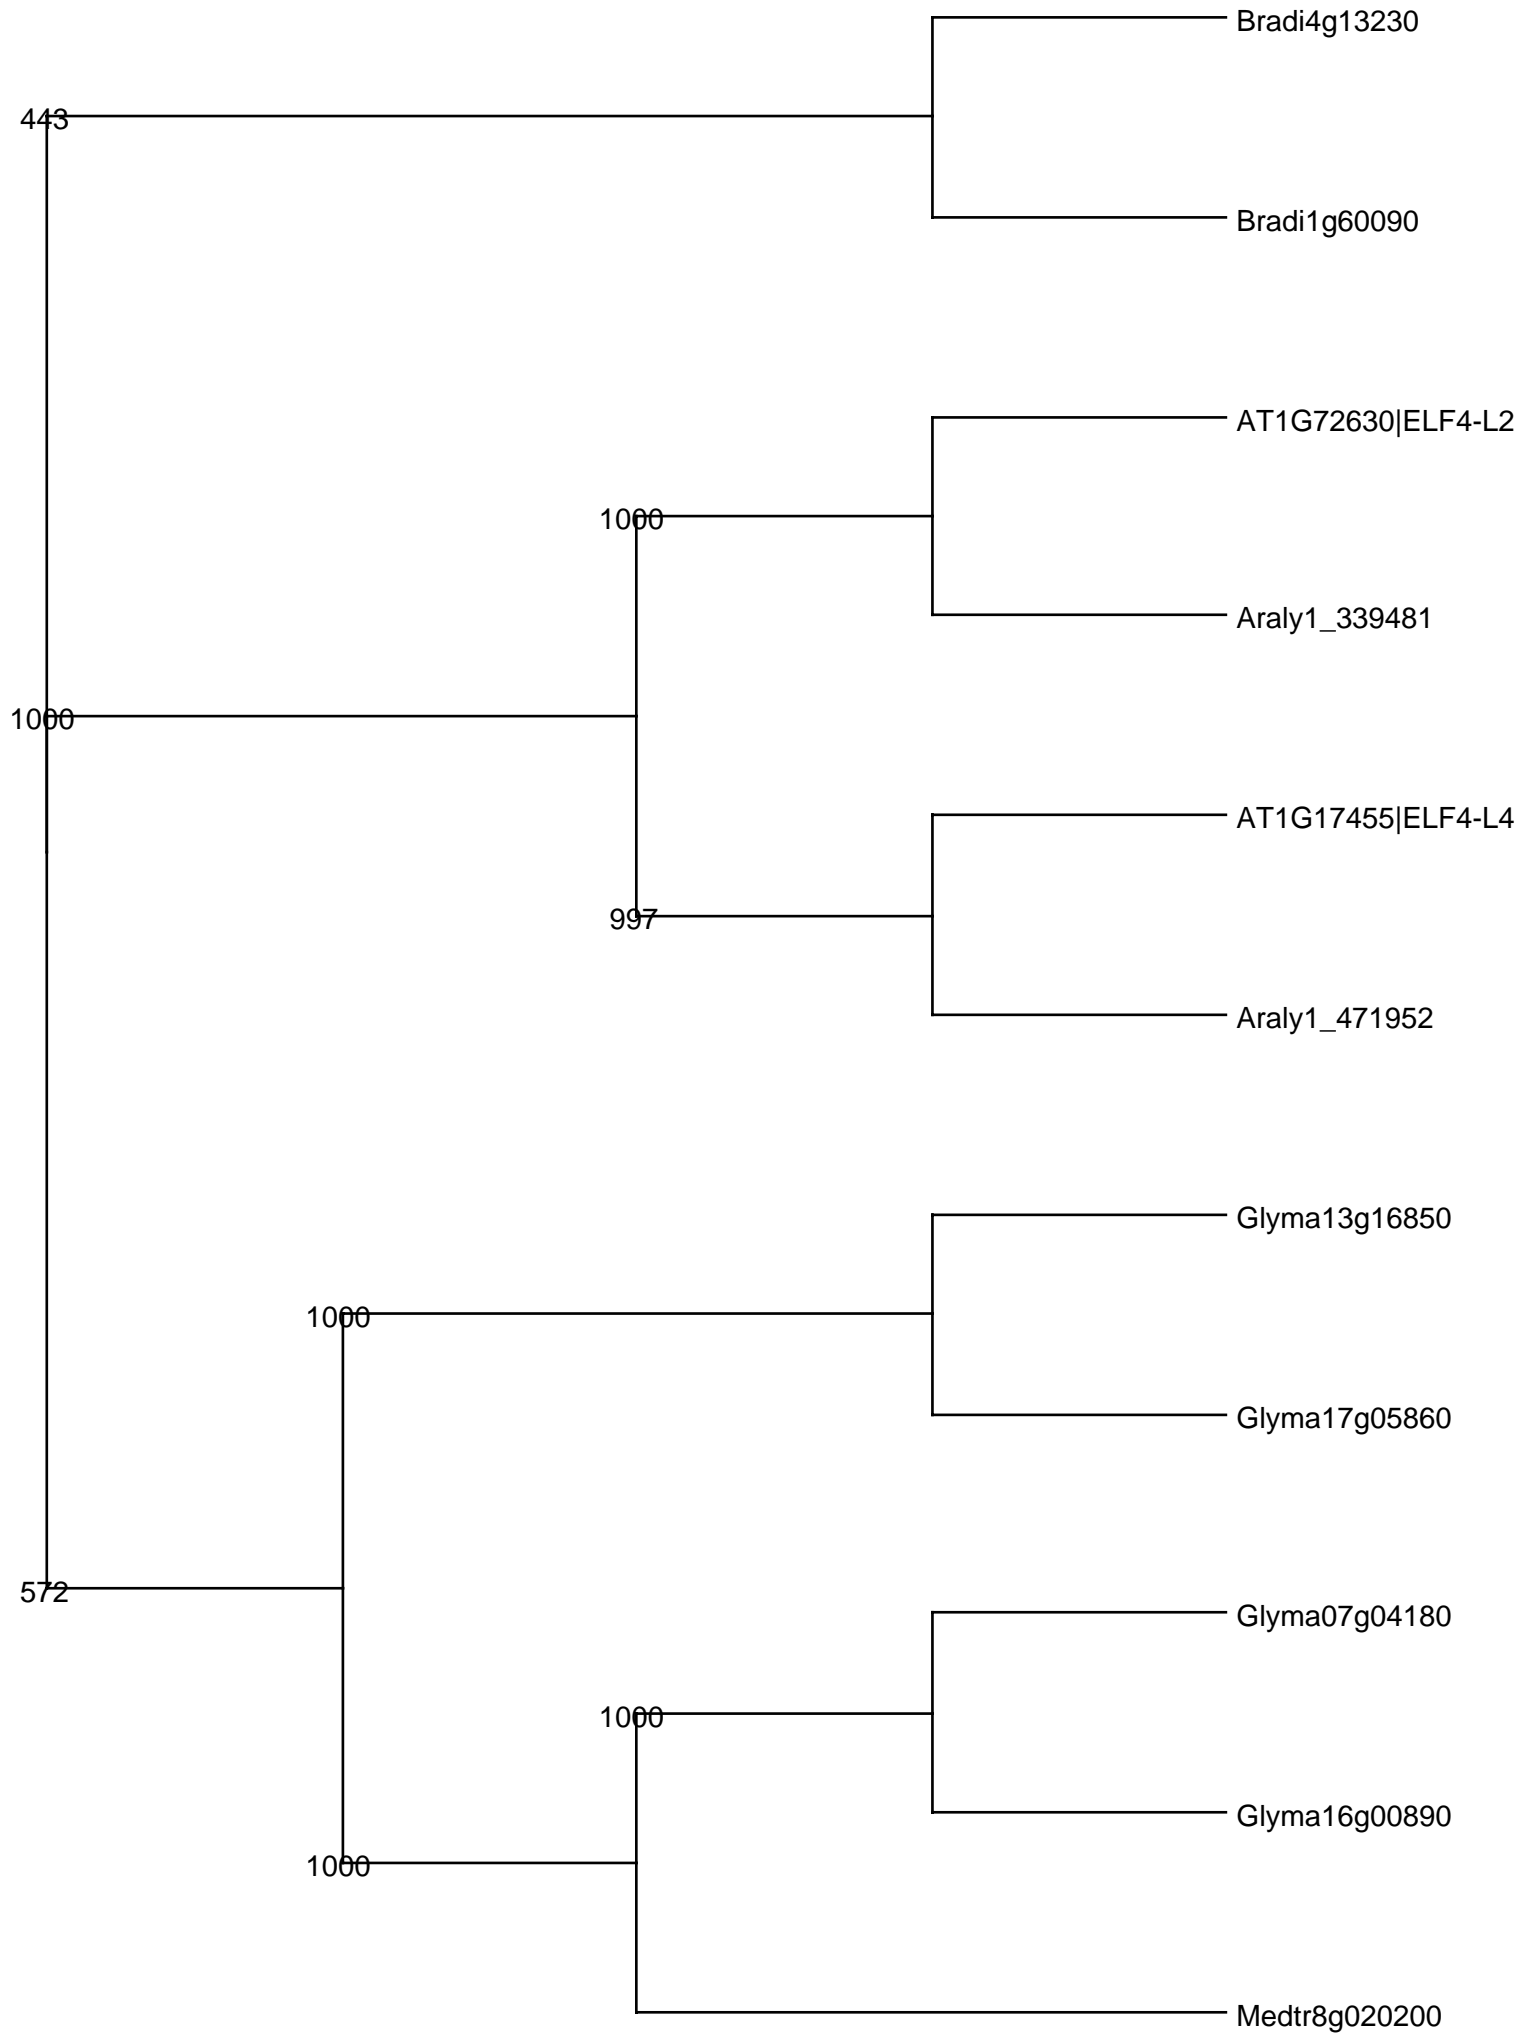 Bradi4g13230
443
Bradi1g60090
AT1G72630|ELF4-L2
1000
Araly1_339481
1000
AT1G17455|ELF4-L4
997
Araly1_471952
Glyma13g16850
1000
Glyma17g05860
572
Glyma07g04180
1000
Glyma16g00890
1000
Medtr8g020200